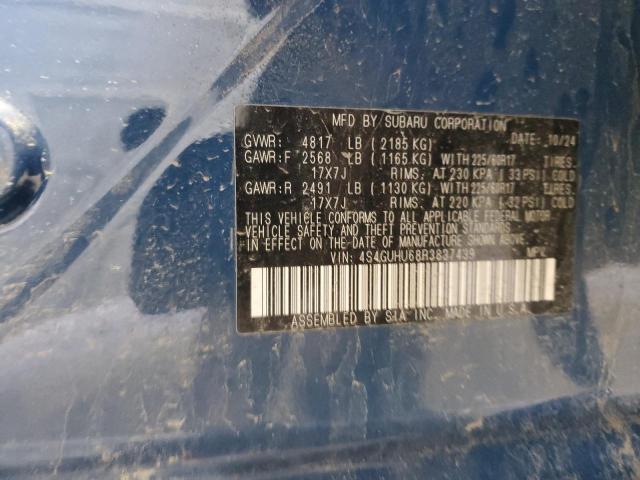 MFD BY SUBARU CORPORATION
GVWR: 4817 LB (2185 KG) DATE: 10/24
GAWR:F 2568 LB (1165 KG) WITH 225/60R17 TIRES.
17X7J RIMS, AT 230 KPA (33 PSI) COLD
GAWR:R 2491 LB (1130 KG) WITH 225/60R17 TIRES.
17X7J RIMS, AT 220 KPA (32 PSI) COLD
THIS VEHICLE CONFORMS TO ALL APPLICABLE FEDERAL MOTOR
VEHICLE SAFETY, BUMPER, AND THEFT PREVENTION STANDARDS
IN EFFECT ON THE DATE OF MANUFACTURE SHOWN ABOVE.
VIN: 4S4GUHU68R3837439 MPV
ASSEMBLED BY SIA INC. MADE IN U.S.A.